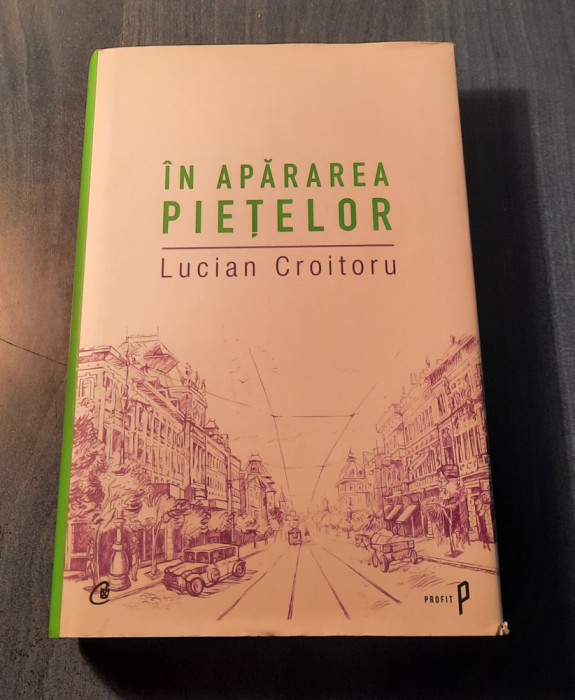 ÎN APĂRAREA
PIEȚELOR
Lucian Croitoru
PROFIT P